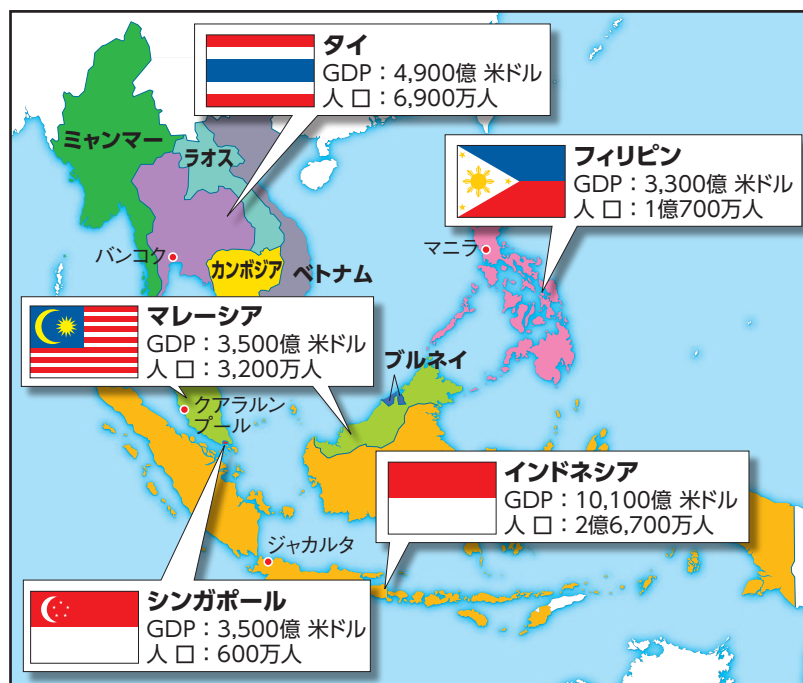 タイ
GDP：4,900億 米ドル
人 口：6,900万人
ミャンマー
ラオス
フィリピン
GDP：3,300億 米ドル
人 口：1億700万人
マニラ
バンコク
カンボジア
ベトナム
マレーシア
GDP：3,500億 米ドル
人 口：3,200万人
ブルネイ
クアラルン
プール
インドネシア
GDP：10,100億 米ドル
人 口：2億6,700万人
ジャカルタ
シンガポール
GDP：3,500億 米ドル
人 口：600万人